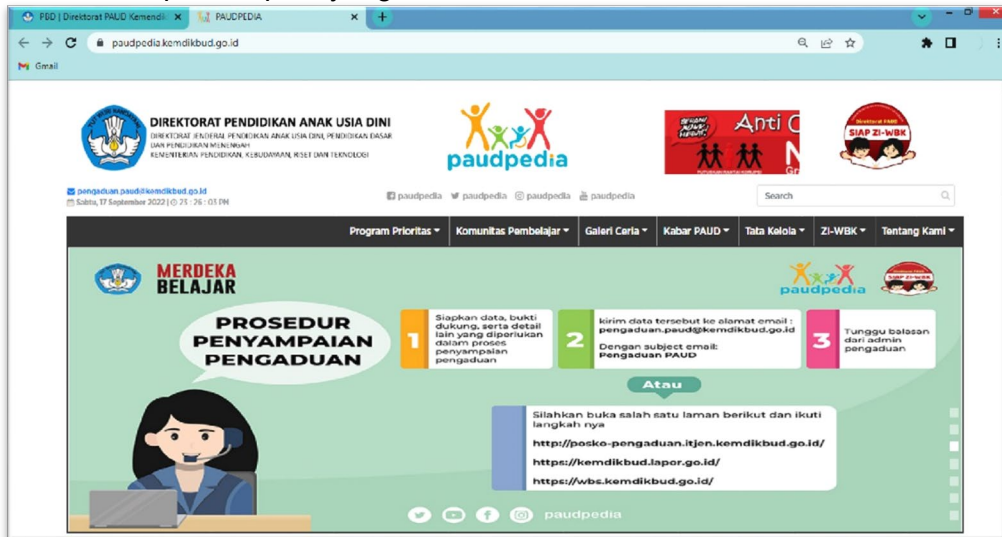 PBD | Direktorat PAUD Kemendi
PAUDPEDIA
paudpedia.kemdikbud.go.id
Gmail
DIREKTORAT PENDIDIKAN ANAK USIA DINI
DIREKTORAT JENDERAL PENDIDIKAN ANAK USIA DINI, PENDIDIKAN DASAR
DAN PENDIDIKAN MENENGAH
KEMENTERIAN PENDIDIKAN, KEBUDAYAAN, RISET DAN TEKNOLOGI
paudpedia
Anti
SIAP
ZI-WBK
pengaduan.paud@kemdikbud.go.id
Sabtu, 17 September 2022 | 23 : 26 : 03 PM
paudpedia paudpedia paudpedia paudpedia
Search
Program Prioritas Komunitas Pembelajar Galeri Ceria Kabar PAUD Tata Kelola ZI-WBK Tentang Kami
MERDEKA
BELAJAR
paudpedia
PROSEDUR
PENYAMPAIAN
PENGADUAN
1
Siapkan data, bukti
dukung, serta detail
lain yang diperlukan
dalam proses
penyampaian
pengaduan
2
kirim data tersebut ke alamat email :
pengaduan.paud@kemdikbud.go.id
Dengan subject email:
Pengaduan PAUD
3
Tunggu balasan
dari admin
pengaduan
Atau
Silahkan buka salah satu laman berikut dan ikuti
langkah nya
http://posko-pengaduan.itjen.kemdikbud.go.id/
https://kemdikbud.lapor.go.id/
https://wbs.kemdikbud.go.id/
paudpedia